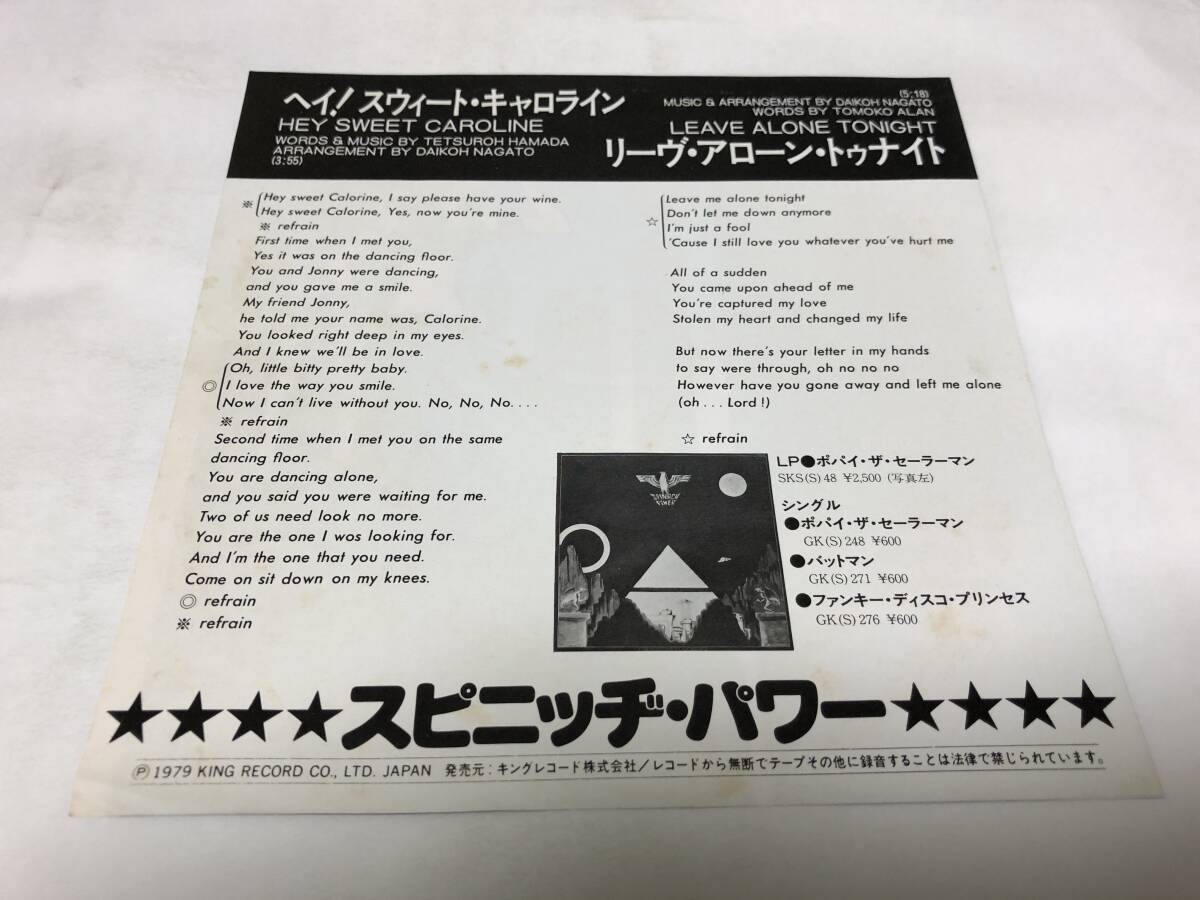 ヘイ！スウィート・キャロライン
HEY SWEET CAROLINE
WORDS & MUSIC BY TETSUROH HAMADA
ARRANGEMENT BY DAIKOH NAGATO
(3:55)
(5:18)
MUSIC & ARRANGEMENT BY DAIKOH NAGATO
WORDS BY TOMOKO ALAN
LEAVE ALONE TONIGHT
リーヴ・アローン・トゥナイト
※ Hey sweet Calorine, I say please have your wine.
Hey sweet Calorine, Yes, now you're mine.
※ refrain
First time when I met you,
Yes it was on the dancing floor.
You and Jonny were dancing,
and you gave me a smile.
My friend Jonny,
he told me your name was, Calorine.
You looked right deep in my eyes.
And I knew we'll be in love.
◎ Oh, little bitty pretty baby.
I love the way you smile.
Now I can't live without you. No, No, No. . . .
※ refrain
Second time when I met you on the same
dancing floor.
You are dancing alone,
and you said you were waiting for me.
Two of us need look no more.
You are the one I wos looking for.
And I'm the one that you need.
Come on sit down on my knees.
◎ refrain
※ refrain
☆ Leave me alone tonight
Don't let me down anymore
I'm just a fool
'Cause I still love you whatever you've hurt me
All of a sudden
You came upon ahead of me
You're captured my love
Stolen my heart and changed my life
But now there's your letter in my hands
to say were through, oh no no no
However have you gone away and left me alone
(oh . . . Lord !)
☆ refrain
SPINACH POWER
LP●ポパイ・ザ・セーラーマン
SKS(S) 48 ¥2,500 (写真左)
シングル
●ポパイ・ザ・セーラーマン
GK(S) 248 ¥600
●バットマン
GK(S) 271 ¥600
●ファンキー・ディスコ・プリンセス
GK(S) 276 ¥600
★★★★スピニッヂ・パワー★★★★
Ⓟ 1979 KING RECORD CO., LTD. JAPAN 発売元：キングレコード株式会社/レコードから無断でテープその他に録音することは法律で禁じられています。